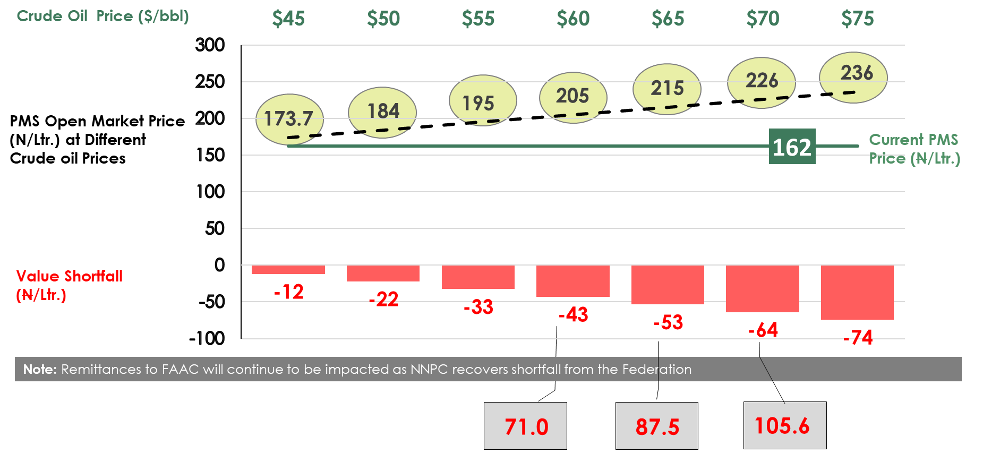 Crude Oil  Price ($/bbl) $45 $50 $55 $60 $65 $70 $75
300
250
200
150
100
50
0
-50
-100
PMS Open Market Price
(₦/Ltr.) at Different
Crude oil Prices
173.7 184 195 205 215 226 236
162
Current PMS
Price (₦/Ltr.)
Value Shortfall
(₦/Ltr.)
-12 -22 -33 -43 -53 -64 -74
Note: Remittances to FAAC will continue to be impacted as NNPC recovers shortfall from the Federation
71.0 87.5 105.6